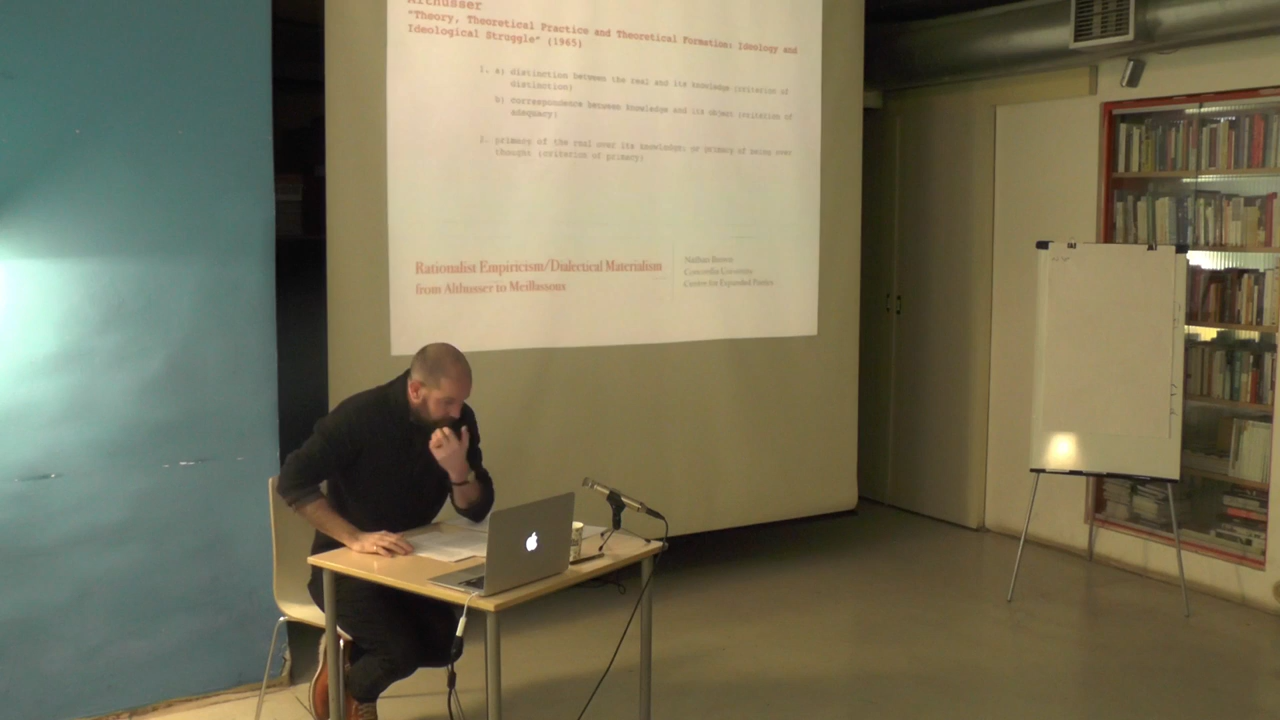 Althusser
"Theory, Theoretical Practice and Theoretical Formation: Ideology and
Ideological Struggle" (1965)
1. a) distinction between the real and its knowledge (criterion of
distinction)
b) correspondence between knowledge and its object (criterion of
adequacy)
2. primacy of the real over its knowledge; or primacy of being over
thought (criterion of primacy)
Rationalist Empiricism/Dialectical Materialism
from Althusser to Meillassoux
Nathan Brown
Concordia University
Centre for Expanded Poetics